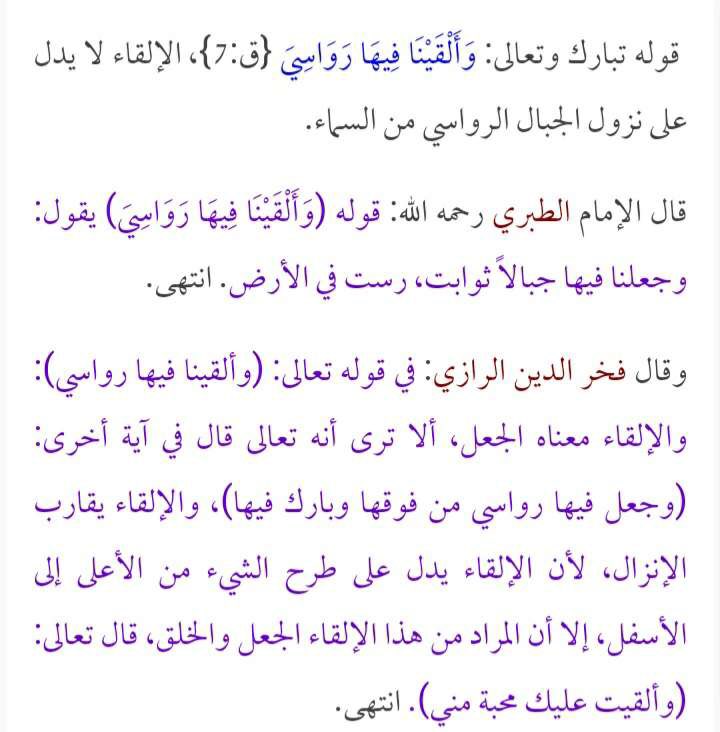 قوله تبارك وتعالى: وَأَلْقَيْنَا فِيهَا رَوَاسِيَ {ق:7}، الإلقاء لا يدل
على نزول الجبال الرواسي من السماء.
قال الإمام الطبري رحمه الله: قوله (وَأَلْقَيْنَا فِيهَا رَوَاسِيَ) يقول:
وجعلنا فيها جبالاً ثوابت، رست في الأرض. انتهى.
وقال فخر الدين الرازي: في قوله تعالى: (وألقينا فيها رواسي):
والإلقاء معناه الجعل، ألا ترى أنه تعالى قال في آية أخرى:
(وجعل فيها رواسي من فوقها وبارك فيها)، والإلقاء يقارب
الإنزال، لأن الإلقاء يدل على طرح الشيء من الأعلى إلى
الأسفل، إلا أن المراد من هذا الإلقاء الجعل والخلق، قال تعالى:
(وألقيت عليك محبة مني). انتهى.